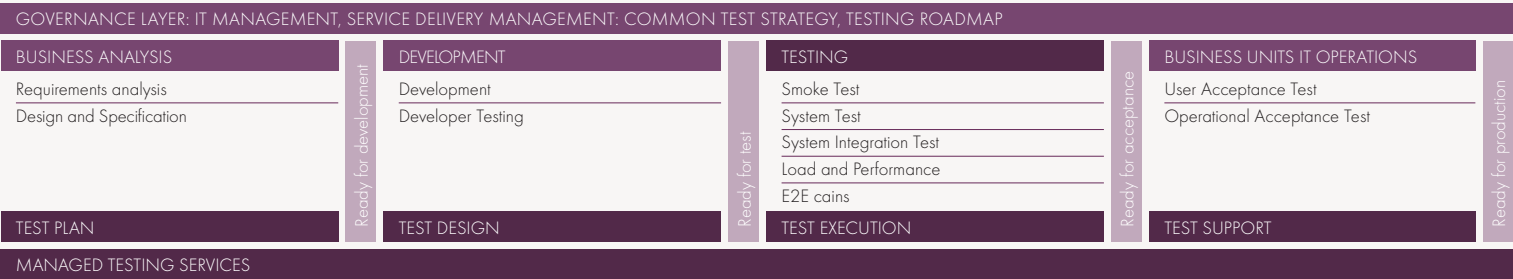 GOVERNANCE LAYER: IT MANAGEMENT, SERVICE DELIVERY MANAGEMENT: COMMON TEST STRATEGY, TESTING ROADMAP
BUSINESS ANALYSIS
Requirements analysis
Design and Specification
TEST PLAN
Ready for development
DEVELOPMENT
Development
Developer Testing
TEST DESIGN
Ready for test
TESTING
Smoke Test
System Test
System Integration Test
Load and Performance
E2E cains
TEST EXECUTION
Ready for acceptance
BUSINESS UNITS IT OPERATIONS
User Acceptance Test
Operational Acceptance Test
TEST SUPPORT
Ready for production
MANAGED TESTING SERVICES